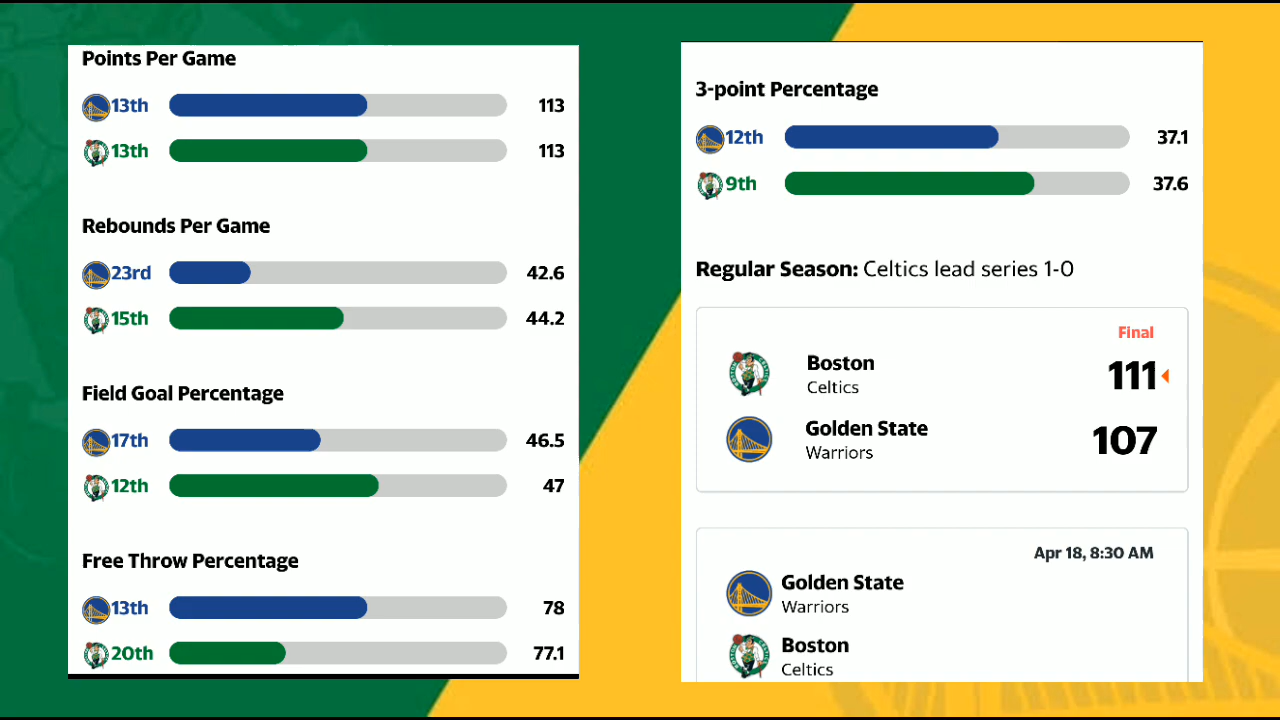 Points Per Game
13th 113
13th 113
Rebounds Per Game
23rd 42.6
15th 44.2
Field Goal Percentage
17th 46.5
12th 47
Free Throw Percentage
13th 78
20th 77.1
3-point Percentage
12th 37.1
9th 37.6
Regular Season: Celtics lead series 1-0
Final
Boston 111
Celtics
Golden State 107
Warriors
Apr 18, 8:30 AM
Golden State
Warriors
Boston
Celtics